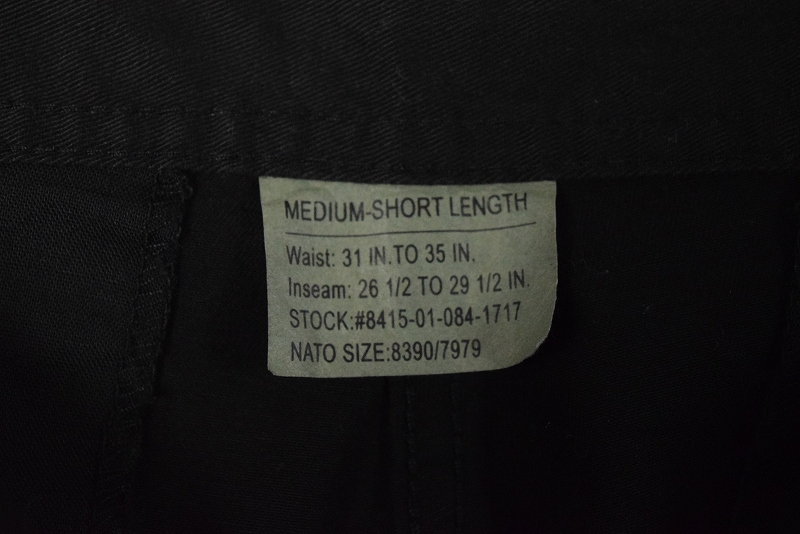 MEDIUM-SHORT LENGTH
Waist: 31 IN.TO 35 IN.
Inseam: 26 1/2 TO 29 1/2 IN.
STOCK:#8415-01-084-1717
NATO SIZE:8390/7979